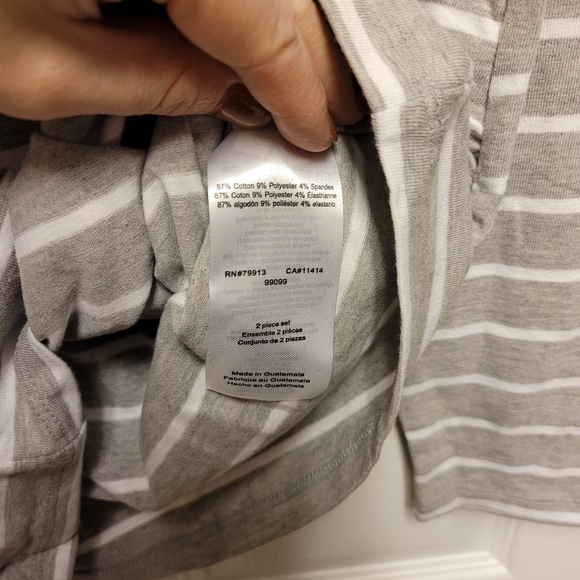 87% Cotton 9% Polyester 4% Spandex
87% Coton 9% Polyester 4% Élasthanne
87% algodón 9% poliéster 4% elastano
RN#79913 CA#11414
99099
2 piece set
Ensemble 2 pièces
Conjunto de 2 piezas
Made in Guatemala
Fabrique au Guatemala
Hecho en Guatemala